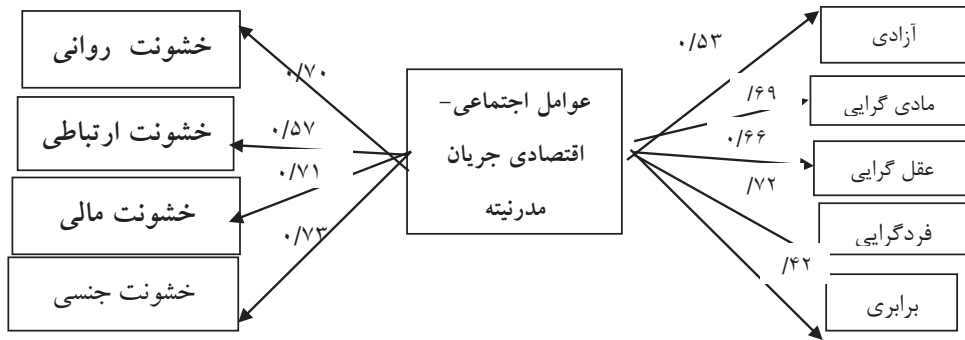 آزادی
۰/۵۳
مادی گرایی
/۶۹
عقل گرایی
۰/۶۶
فردگرایی
/۷۲
برابری
/۴۲
عوامل اجتماعی-
اقتصادی جریان
مدرنیته
خشونت روانی
۰/۷۰
خشونت ارتباطی
۰/۵۷
خشونت مالی
۰/۷۱
خشونت جنسی
۰/۷۳